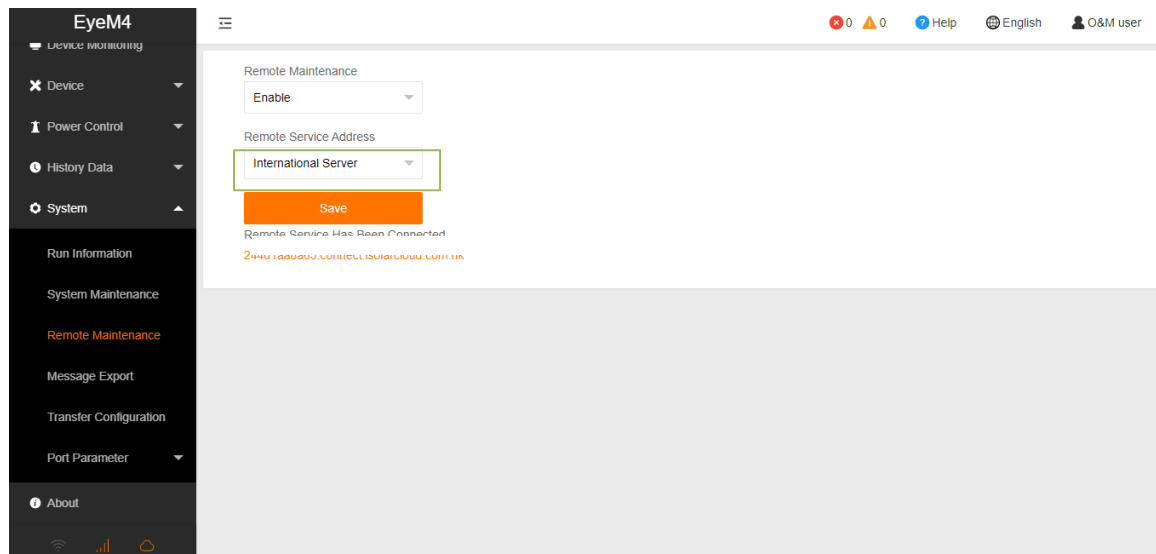 EyeM4
0
0
Help
English
O&M user
Device Monitoring
Device
Power Control
History Data
System
Run Information
System Maintenance
Remote Maintenance
Message Export
Transfer Configuration
Port Parameter
About
Remote Maintenance
Enable
Remote Service Address
International Server
Save
Remote Service Has Been Connected